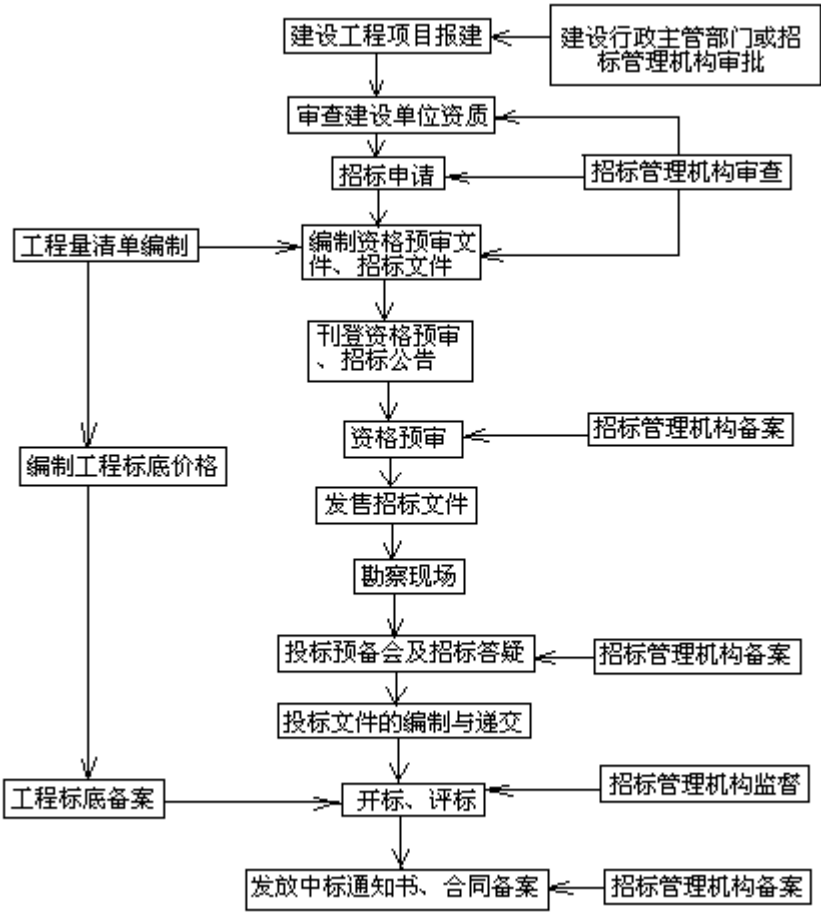 建设工程项目报建
建设行政主管部门或招
标管理机构审批
审查建设单位资质
招标申请
招标管理机构审查
工程量清单编制
编制资格预审文
件、招标文件
刊登资格预审
、招标公告
资格预审
招标管理机构备案
编制工程标底价格
发售招标文件
勘察现场
投标预备会及招标答疑
招标管理机构备案
投标文件的编制与递交
工程标底备案
开标、评标
招标管理机构监督
发放中标通知书、合同备案
招标管理机构备案